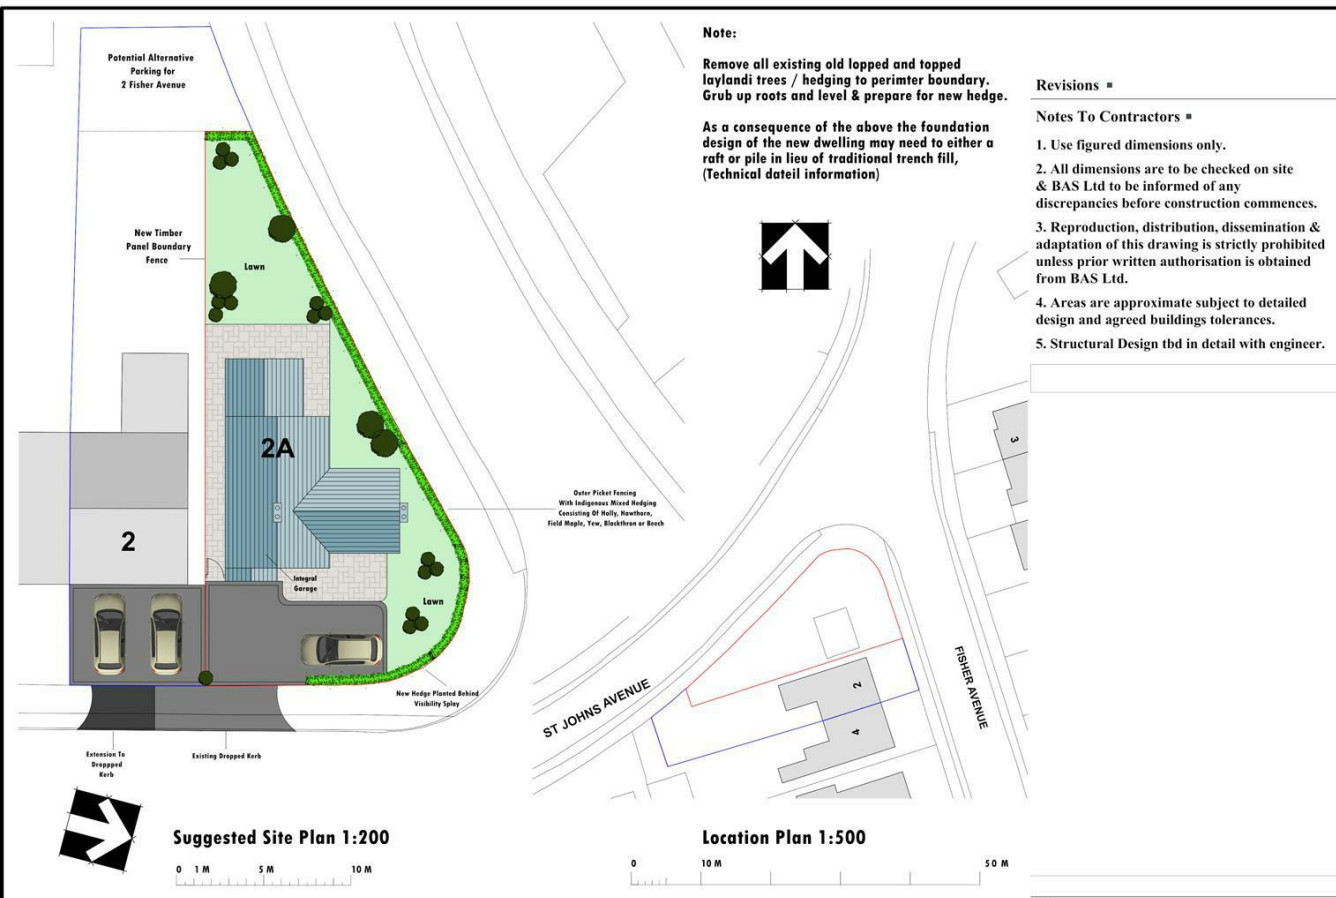 Potential Alternative
Parking for
2 Fisher Avenue
New Timber
Panel Boundary
Fence
Lawn
2A
2
Integral
Garage
Lawn
Outer Picket Fencing
With Indigenous Mixed Hedging
Consisting Of Holly, Hawthorn,
Field Maple, Yew, Blackthron or Beech
New Hedge Planted Behind
Visibility Splay
Extension To
Droppped
Kerb
Existing Dropped Kerb
Suggested Site Plan 1:200
0 1 M 5 M 10 M
Note:
Remove all existing old lopped and topped
laylandi trees / hedging to perimter boundary.
Grub up roots and level & prepare for new hedge.
As a consequence of the above the foundation
design of the new dwelling may need to either a
raft or pile in lieu of traditional trench fill,
(Technical dateil information)
ST JOHNS AVENUE
FISHER AVENUE
2
4
3
Location Plan 1:500
0 10 M 50 M
Revisions ▪
Notes To Contractors ▪
1. Use figured dimensions only.
2. All dimensions are to be checked on site
& BAS Ltd to be informed of any
discrepancies before construction commences.
3. Reproduction, distribution, dissemination &
adaptation of this drawing is strictly prohibited
unless prior written authorisation is obtained
from BAS Ltd.
4. Areas are approximate subject to detailed
design and agreed buildings tolerances.
5. Structural Design tbd in detail with engineer.